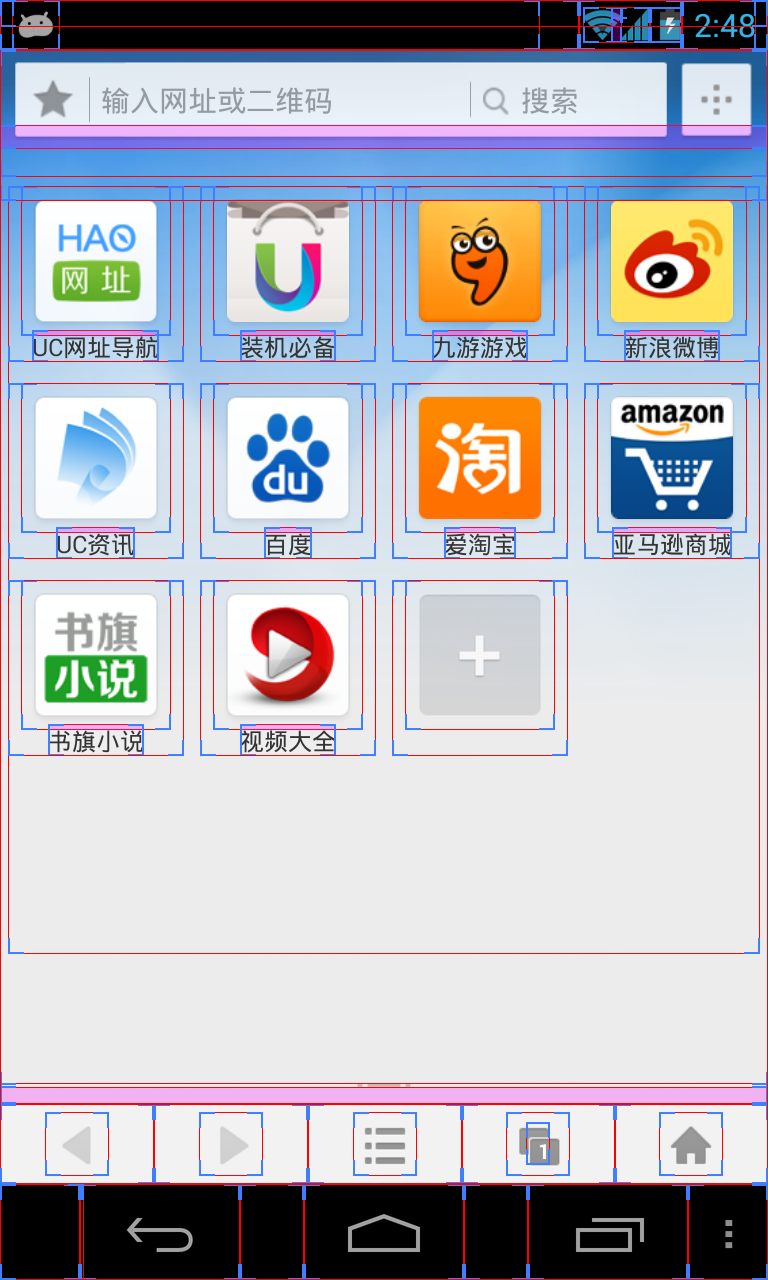 2:48
输入网址或二维码 搜索
HAO
网址
UC网址导航 装机必备 九游游戏 新浪微博
amazon
du 淘
UC资讯 百度 爱淘宝 亚马逊商城
书旗
小说
书旗小说 视频大全
1